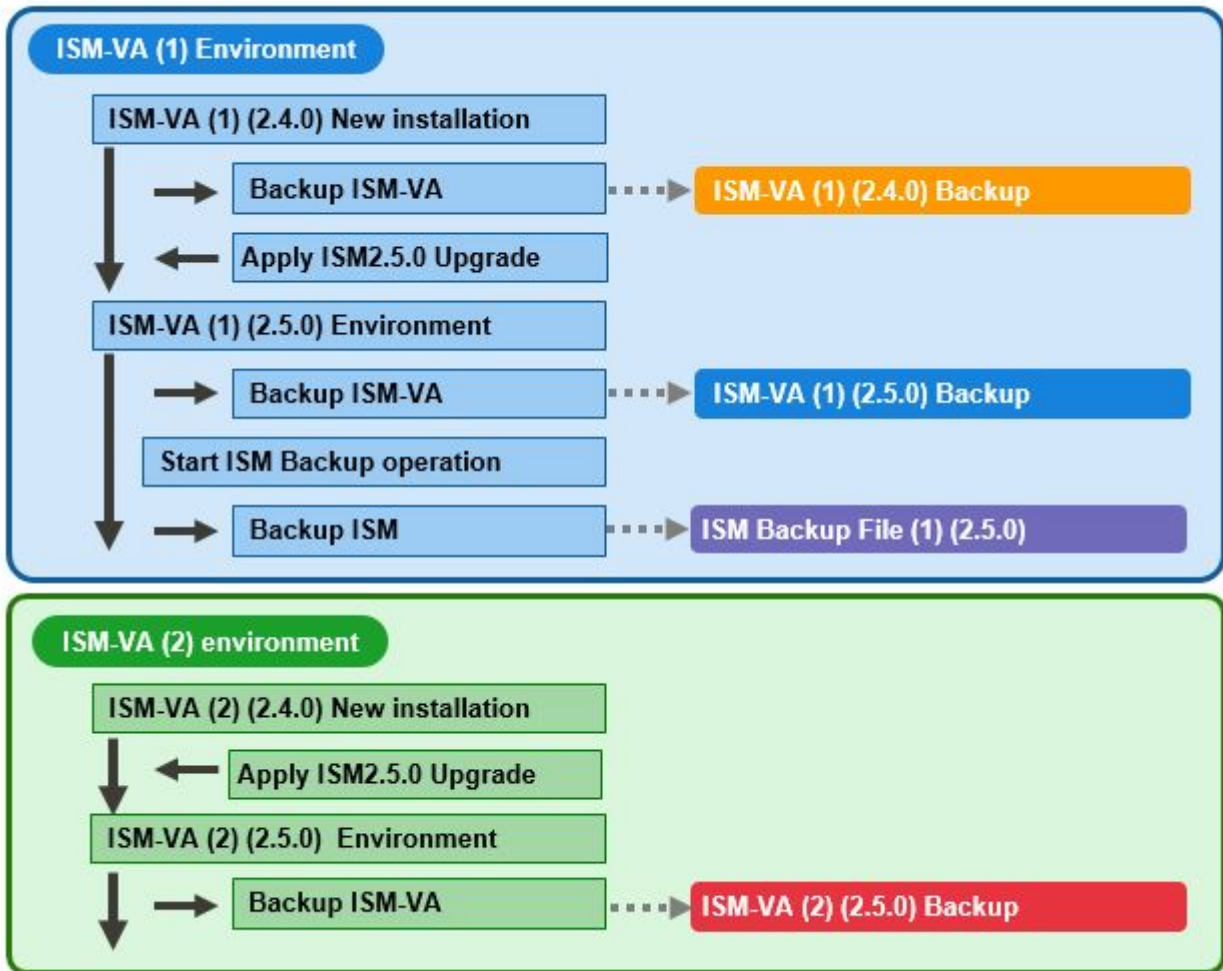 ISM-VA (1) Environment
ISM-VA (1) (2.4.0) New installation
Backup ISM-VA
ISM-VA (1) (2.4.0) Backup
Apply ISM2.5.0 Upgrade
ISM-VA (1) (2.5.0) Environment
Backup ISM-VA
ISM-VA (1) (2.5.0) Backup
Start ISM Backup operation
Backup ISM
ISM Backup File (1) (2.5.0)
ISM-VA (2) environment
ISM-VA (2) (2.4.0) New installation
Apply ISM2.5.0 Upgrade
ISM-VA (2) (2.5.0) Environment
Backup ISM-VA
ISM-VA (2) (2.5.0) Backup